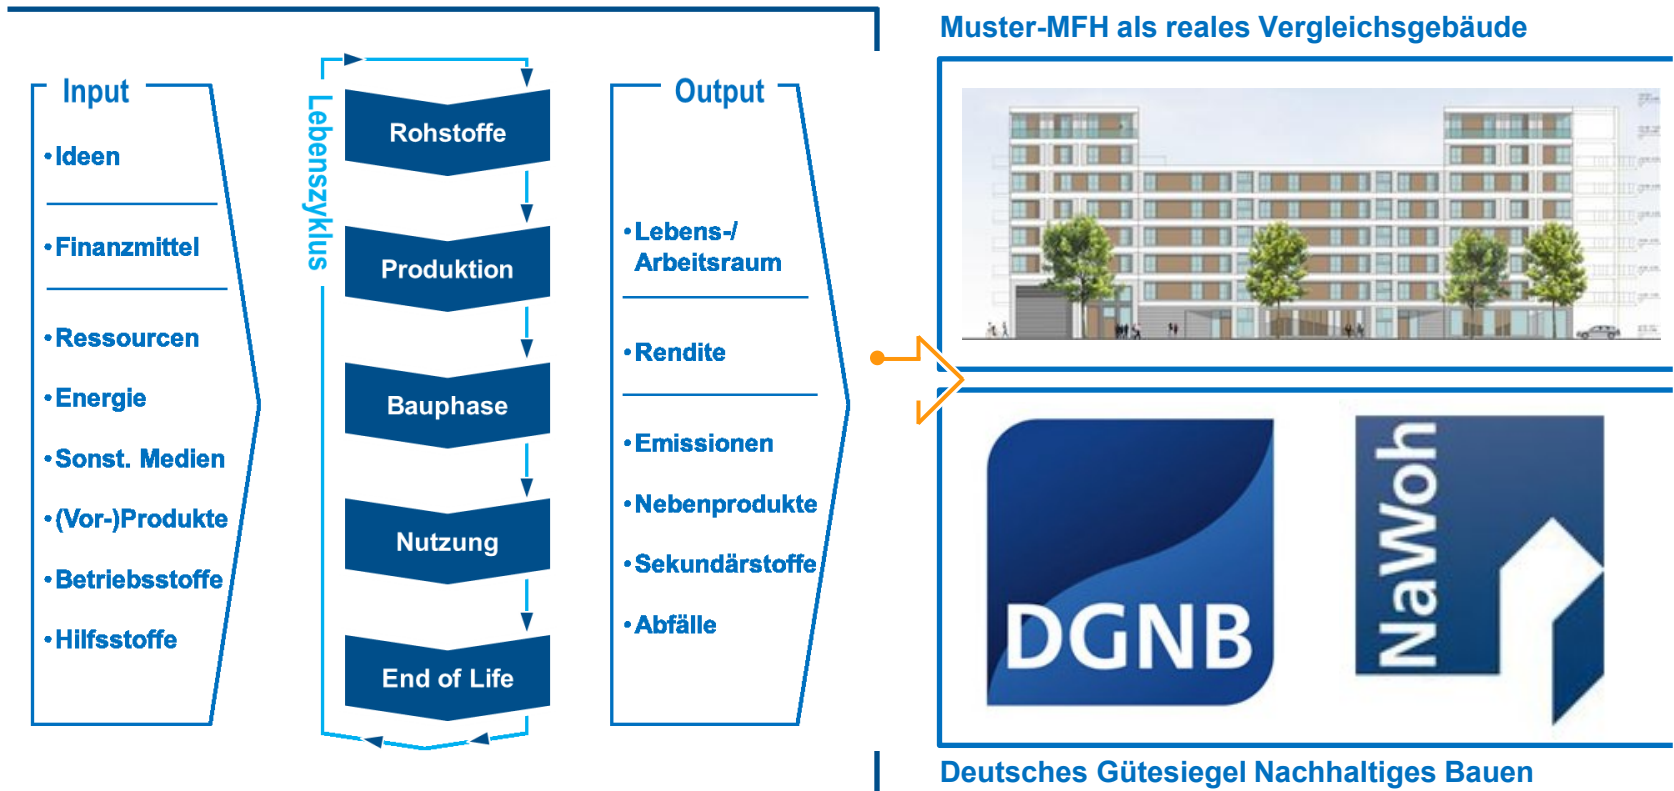 Input
•Ideen
•Finanzmittel
•Ressourcen
•Energie
•Sonst. Medien
•(Vor-)Produkte
•Betriebsstoffe
•Hilfsstoffe
Lebenszyklus
Rohstoffe
Produktion
Bauphase
Nutzung
End of Life
Output
•Lebens-/
Arbeitsraum
•Rendite
•Emissionen
•Nebenprodukte
•Sekundärstoffe
•Abfälle
Muster-MFH als reales Vergleichsgebäude
DGNB
NaWoh
Deutsches Gütesiegel Nachhaltiges Bauen